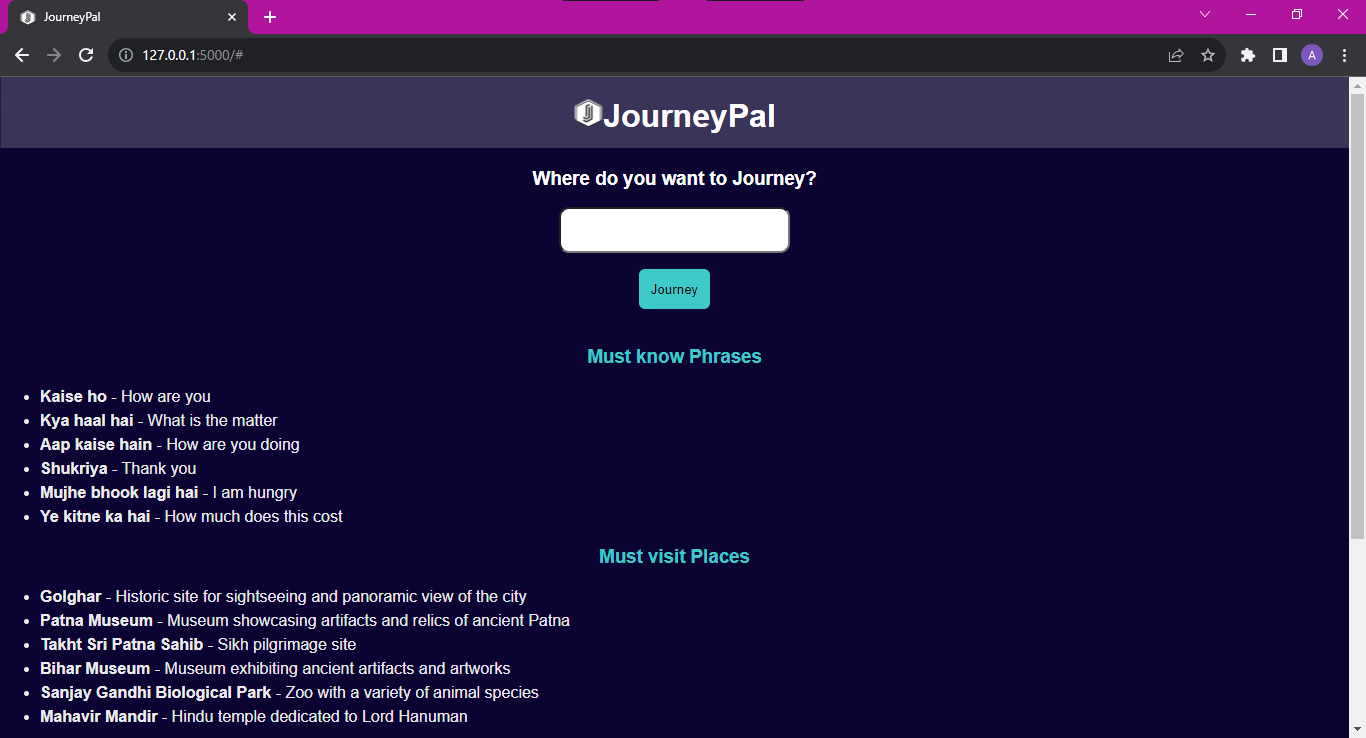 JourneyPal
127.0.0.1:5000/#
A
JourneyPal
Where do you want to Journey?
Journey
Must know Phrases
Kaise ho - How are you
Kya haal hai - What is the matter
Aap kaise hain - How are you doing
Shukriya - Thank you
Mujhe bhook lagi hai - I am hungry
Ye kitne ka hai - How much does this cost
Must visit Places
Golghar - Historic site for sightseeing and panoramic view of the city
Patna Museum - Museum showcasing artifacts and relics of ancient Patna
Takht Sri Patna Sahib - Sikh pilgrimage site
Bihar Museum - Museum exhibiting ancient artifacts and artworks
Sanjay Gandhi Biological Park - Zoo with a variety of animal species
Mahavir Mandir - Hindu temple dedicated to Lord Hanuman